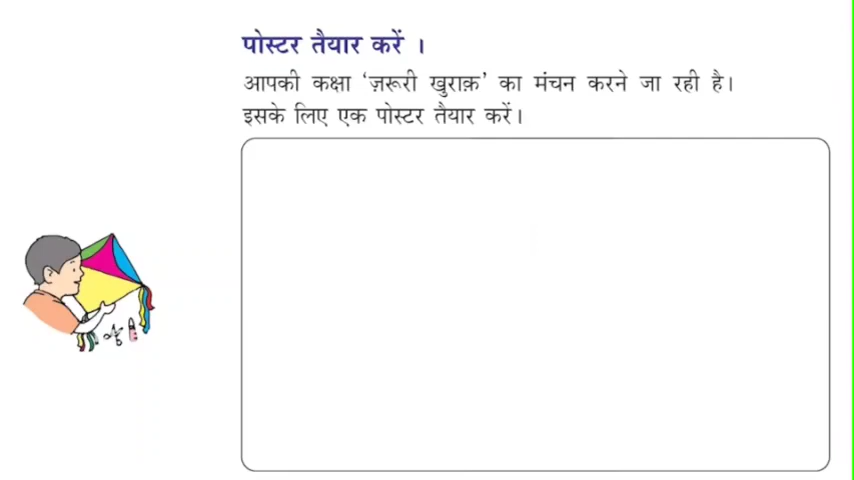 पोस्टर तैयार करें ।
आपकी कक्षा ‘ज़रूरी खुराक़’ का मंचन करने जा रही है।
इसके लिए एक पोस्टर तैयार करें।